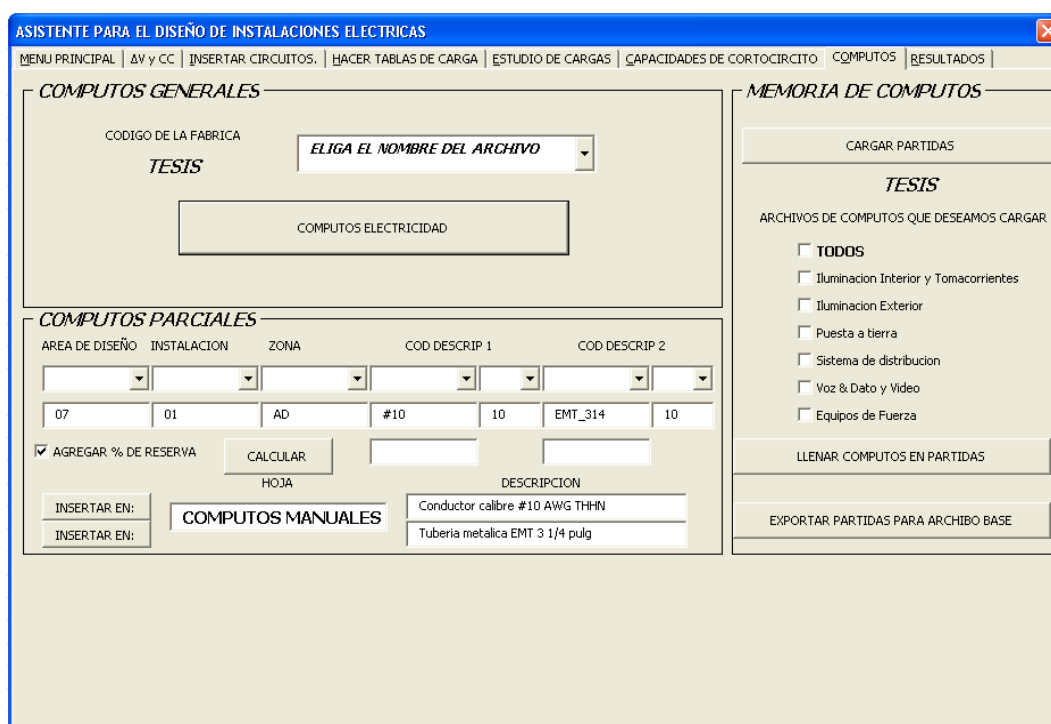 ASISTENTE PARA EL DISEÑO DE INSTALACIONES ELECTRICAS
MENU PRINCIPAL ΔV y CC INSERTAR CIRCUITOS. HACER TABLAS DE CARGA ESTUDIO DE CARGAS CAPACIDADES DE CORTOCIRCITO COMPUTOS RESULTADOS
COMPUTOS GENERALES
CODIGO DE LA FABRICA
TESIS
ELIGA EL NOMBRE DEL ARCHIVO
COMPUTOS ELECTRICIDAD
COMPUTOS PARCIALES
AREA DE DISEÑO INSTALACION ZONA COD DESCRIP 1 COD DESCRIP 2
07 01 AD #10 10 EMT_314 10
AGREGAR % DE RESERVA CALCULAR
HOJA DESCRIPCION
INSERTAR EN: COMPUTOS MANUALES Conductor calibre #10 AWG THHN
INSERTAR EN: Tuberia metalica EMT 3 1/4 pulg
MEMORIA DE COMPUTOS
CARGAR PARTIDAS
TESIS
ARCHIVOS DE COMPUTOS QUE DESEAMOS CARGAR
TODOS
Iluminacion Interior y Tomacorrientes
Iluminacion Exterior
Puesta a tierra
Sistema de distribucion
Voz & Dato y Video
Equipos de Fuerza
LLENAR COMPUTOS EN PARTIDAS
EXPORTAR PARTIDAS PARA ARCHIBO BASE